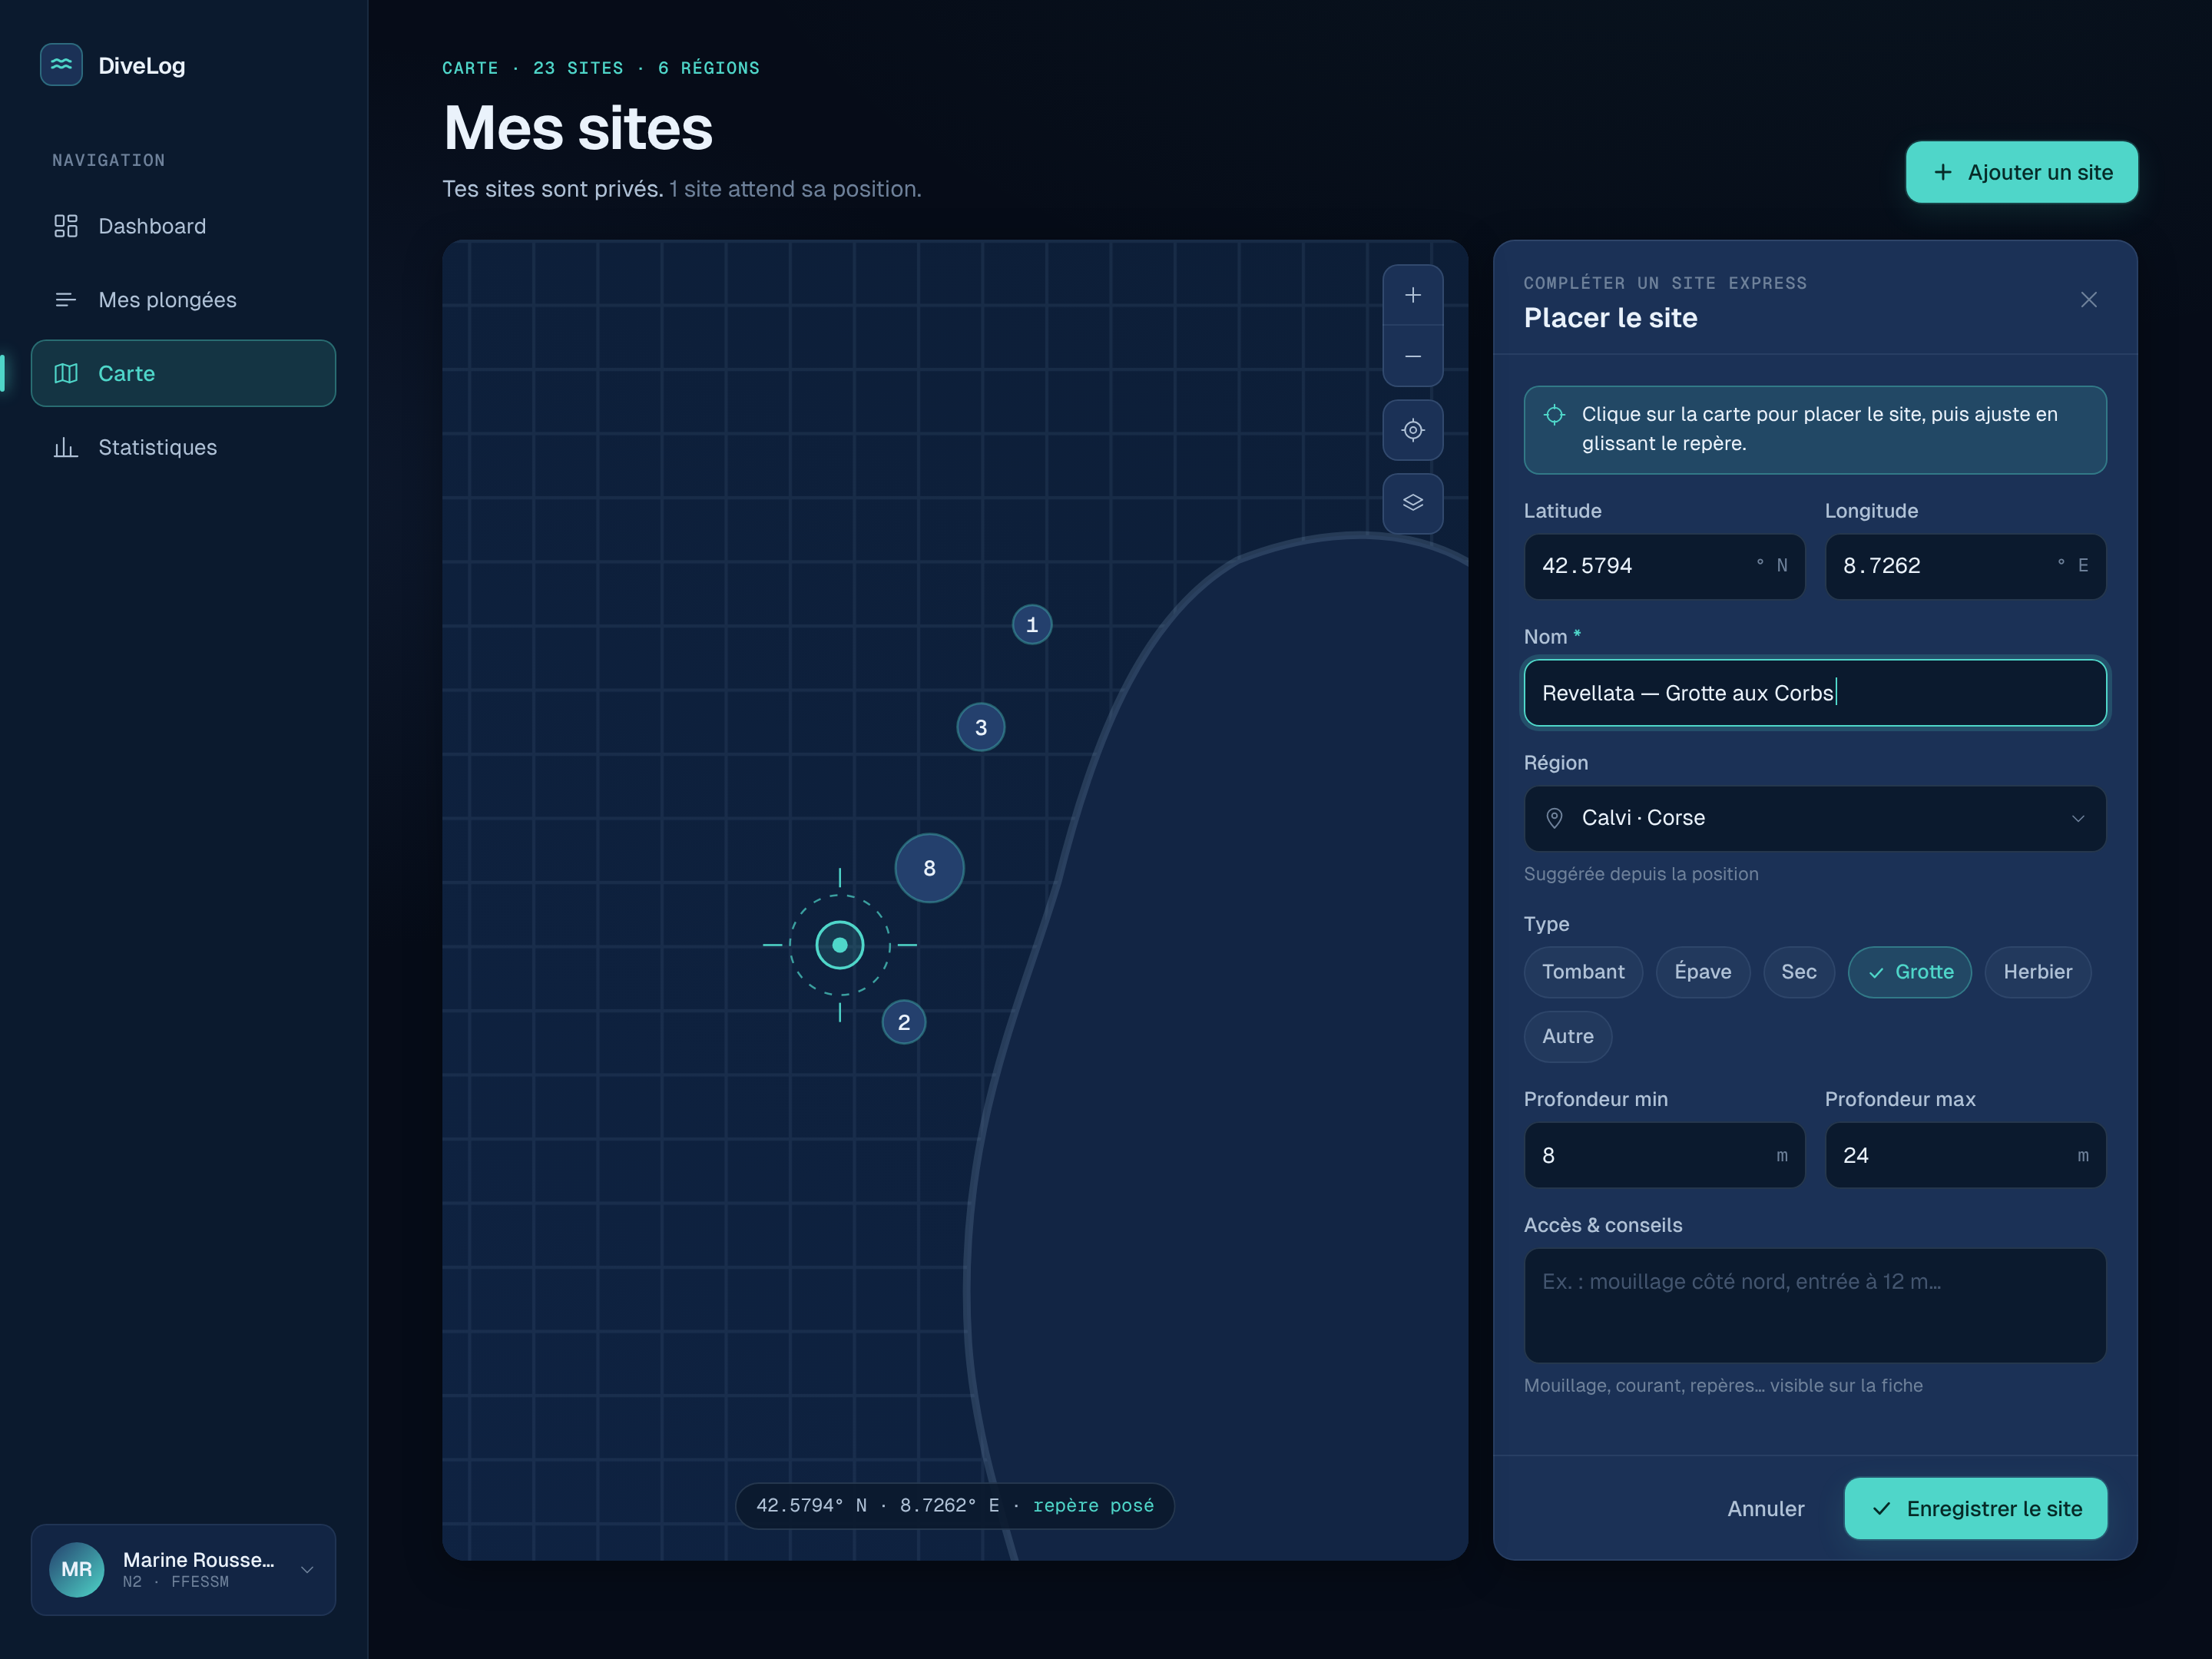 DiveLog
NAVIGATION
Dashboard
Mes plongées
Carte
Statistiques
MR
Marine Rousse…
N2 · FFESSM
CARTE · 23 SITES · 6 RÉGIONS
Mes sites
Tes sites sont privés. 1 site attend sa position.
Ajouter un site
1
3
8
2
42.5794° N · 8.7262° E · repère posé
COMPLÉTER UN SITE EXPRESS
Placer le site
Clique sur la carte pour placer le site, puis ajuste en
glissant le repère.
Latitude
Longitude
42.5794 ° N
8.7262 ° E
Nom *
Revellata — Grotte aux Corbs
Région
Calvi · Corse
Suggérée depuis la position
Type
Tombant
Épave
Sec
Grotte
Herbier
Autre
Profondeur min
Profondeur max
8 m
24 m
Accès & conseils
Ex. : mouillage côté nord, entrée à 12 m…
Mouillage, courant, repères… visible sur la fiche
Annuler
Enregistrer le site